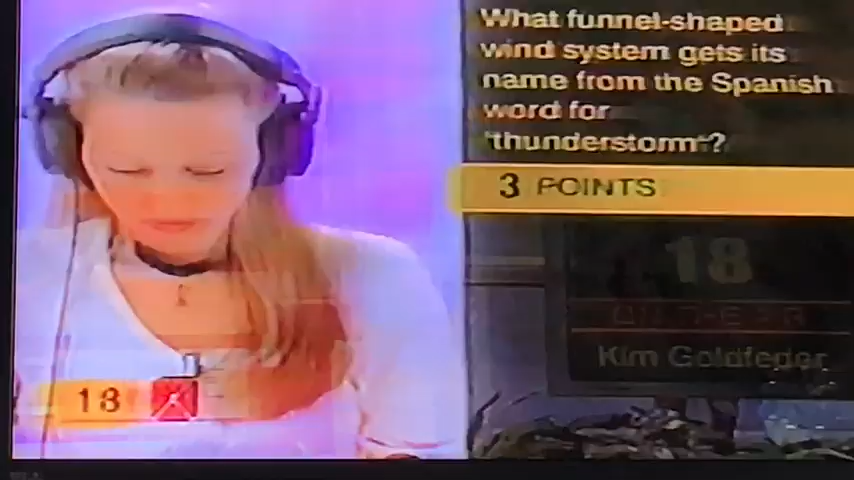 What funnel-shaped
wind system gets its
name from the Spanish
word for
'thunderstorm'?
3 POINTS
18
Kim Goldfeder
13